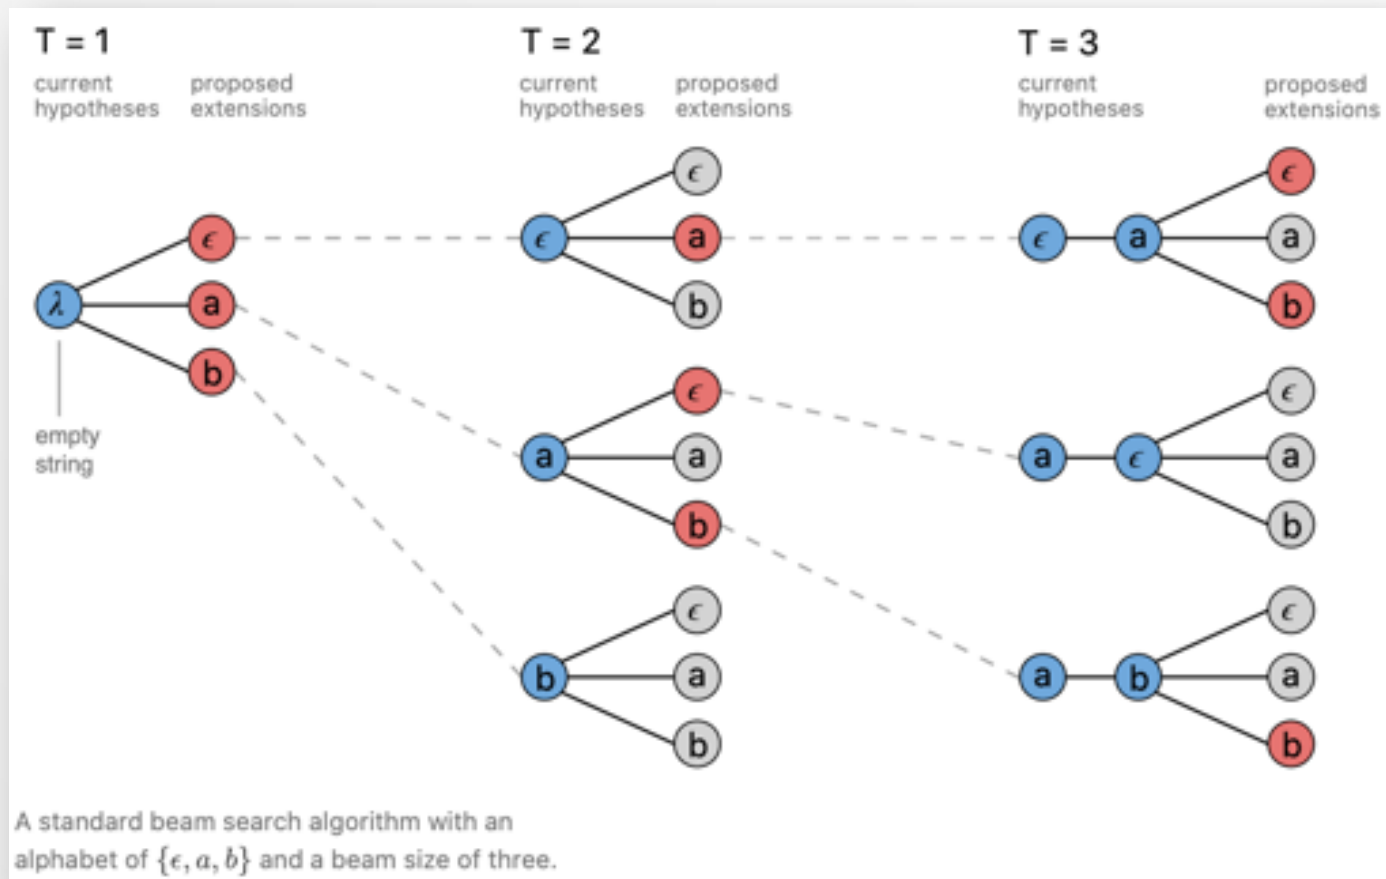 T = 1
T = 2
T = 3
current hypotheses
proposed extensions
current hypotheses
proposed extensions
current hypotheses
proposed extensions
λ
ϵ
a
b
empty string
ϵ
ϵ
a
b
a
ϵ
a
b
b
ϵ
a
b
ϵ
a
ϵ
a
b
a
ϵ
ϵ
a
b
a
b
ϵ
a
b
A standard beam search algorithm with an
alphabet of {ϵ, a, b} and a beam size of three.